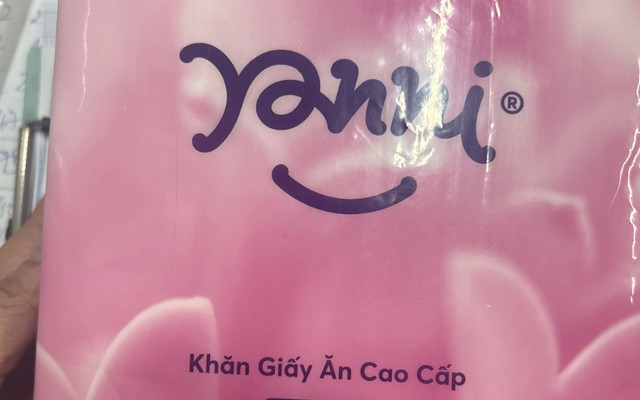 Yanni®
Khăn Giấy Ăn Cao Cấp